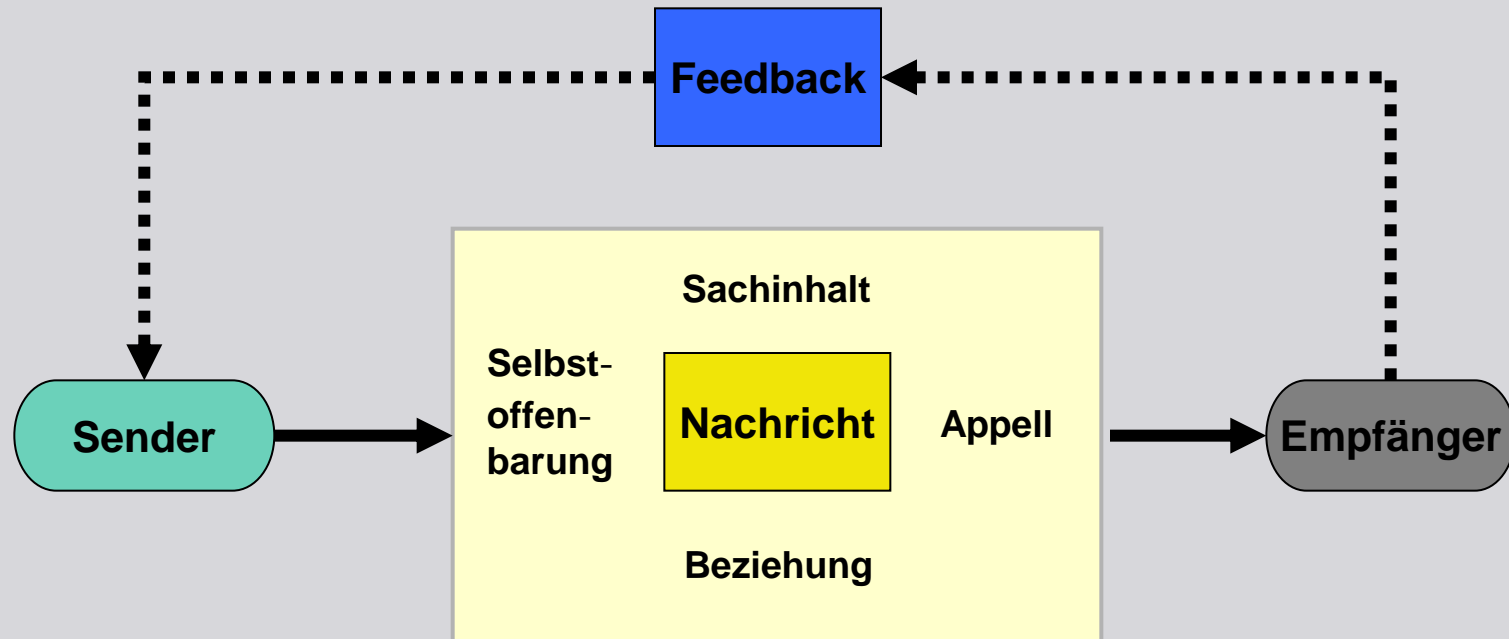 Feedback
Sachinhalt
Selbst-
offen-
barung
Nachricht
Appell
Sender
Empfänger
Beziehung